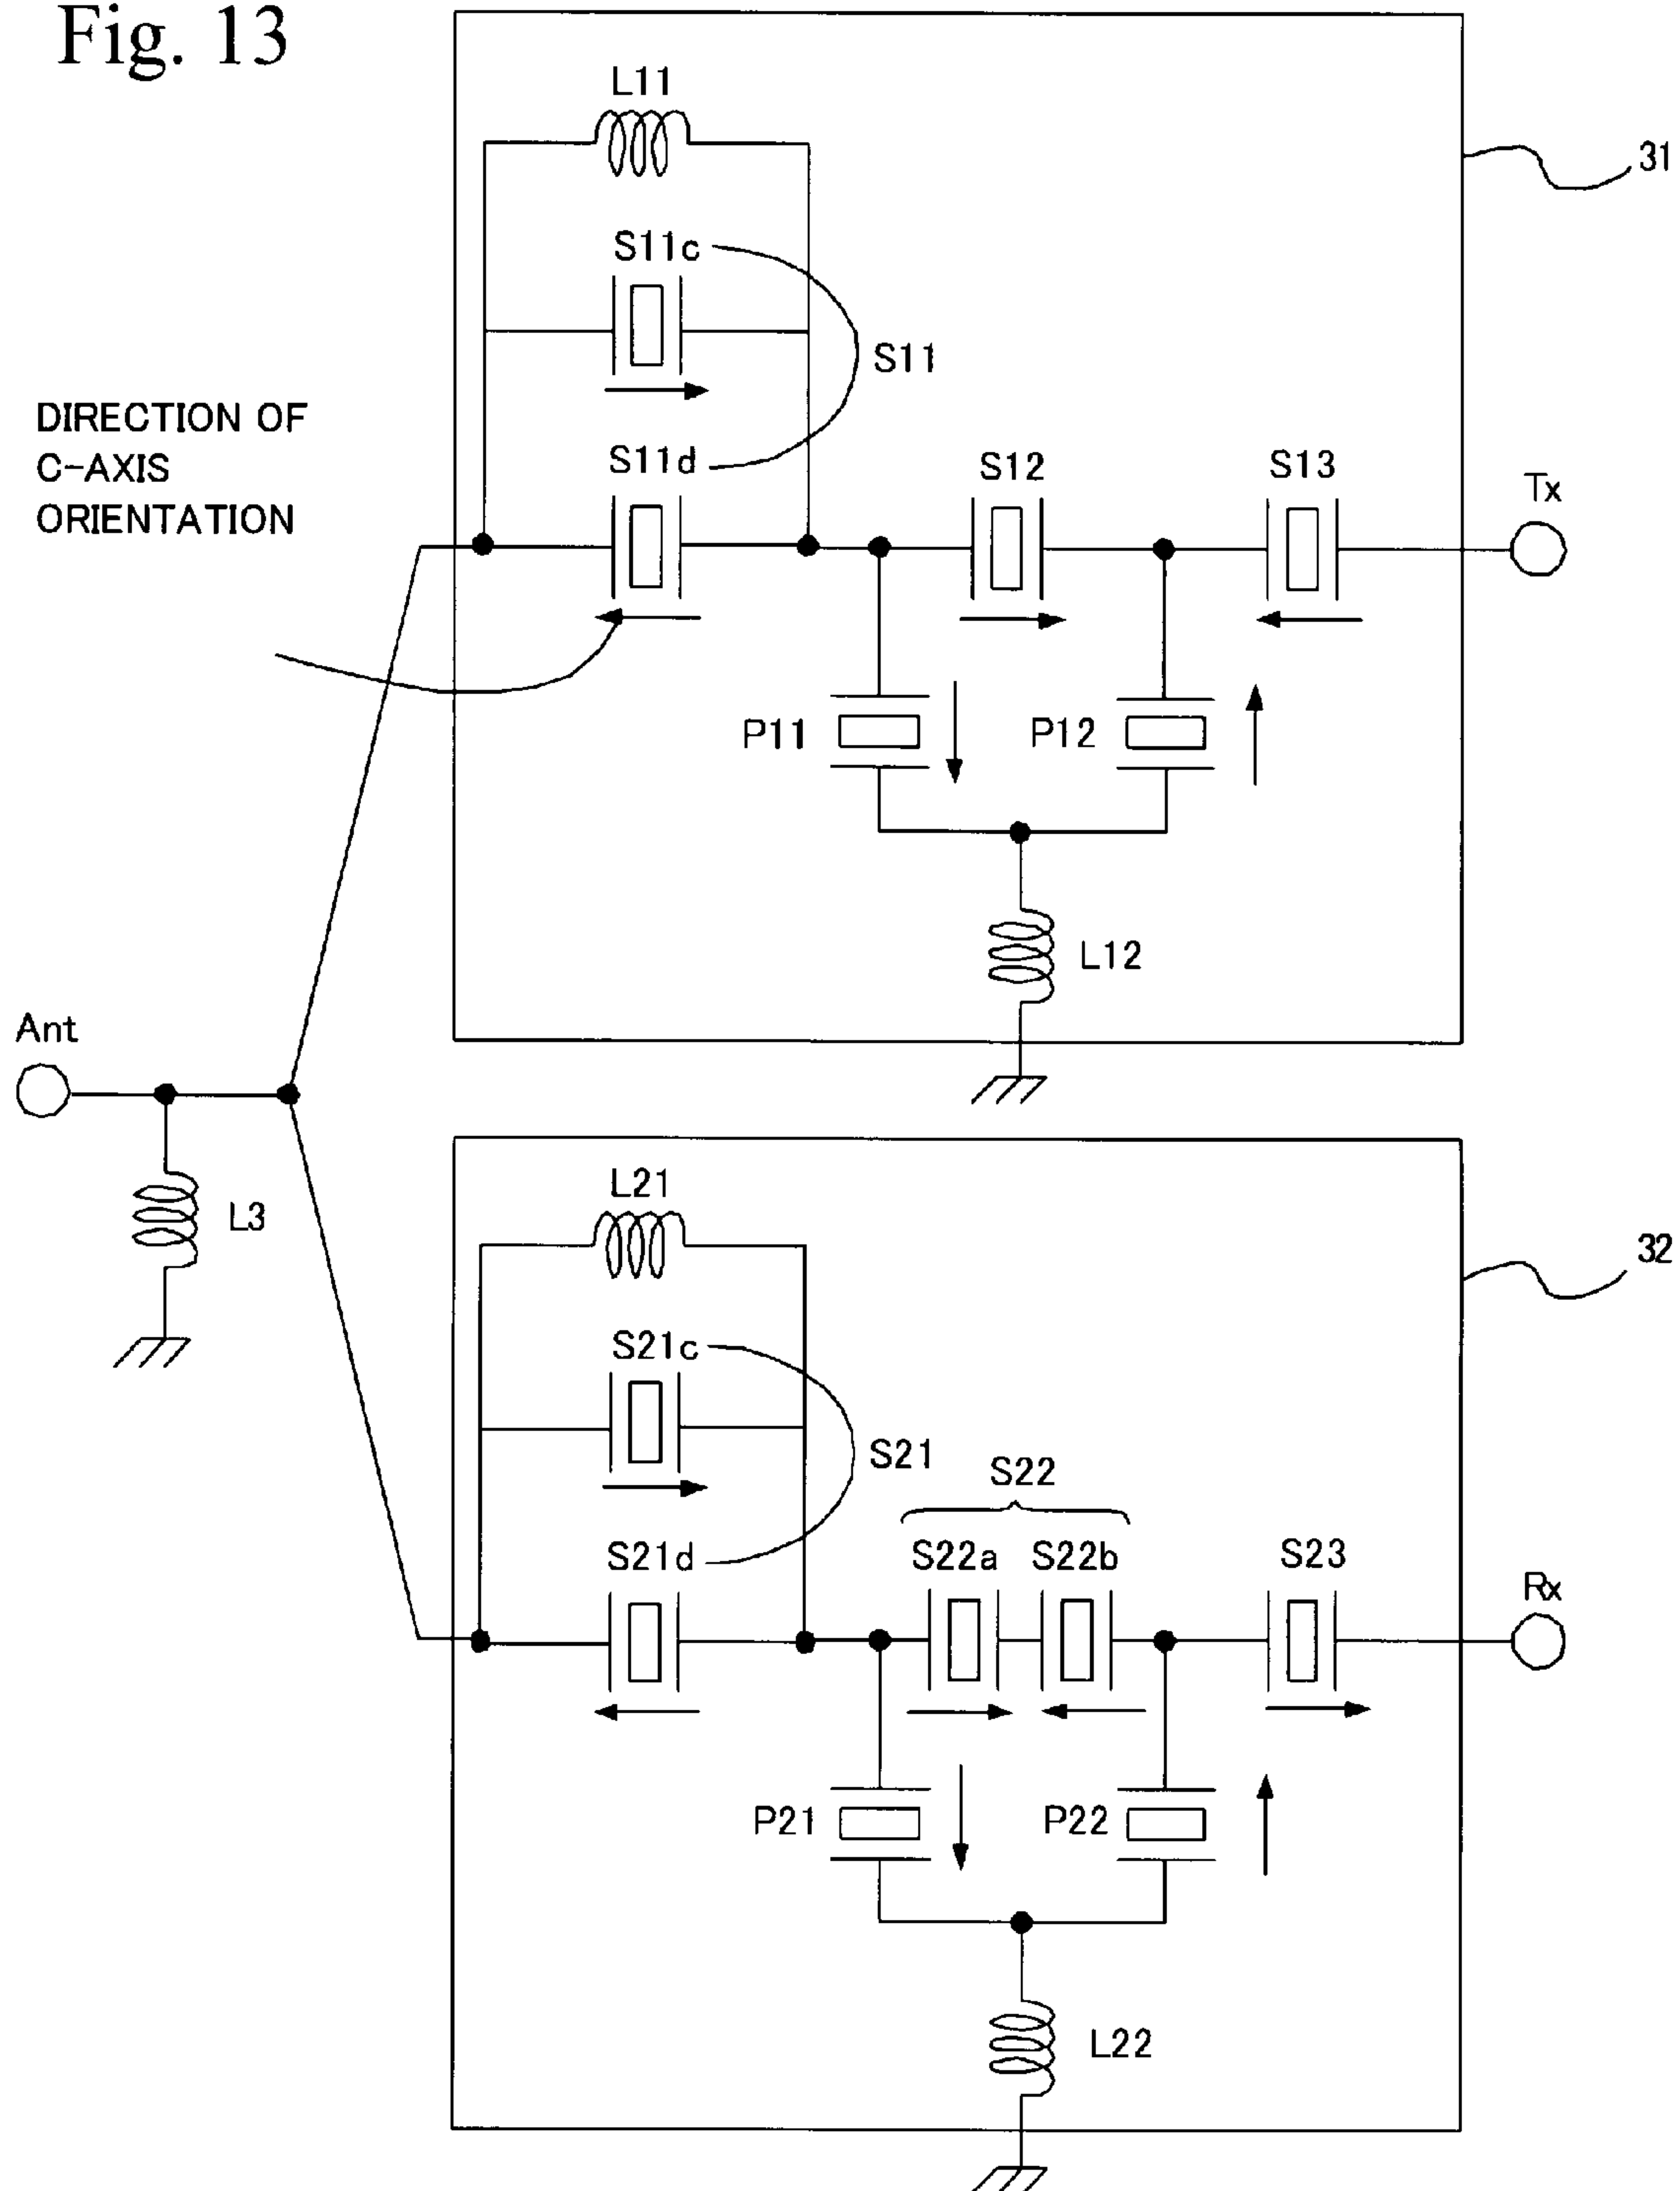 Fig. 13
L11
31
S11c
S11
DIRECTION OF
C-AXIS
ORIENTATION
S11d
S12
S13
Tx
P11
P12
L12
Ant
L3
L21
32
S21c
S21
S22
S21d
S22a
S22b
S23
Rx
P21
P22
L22